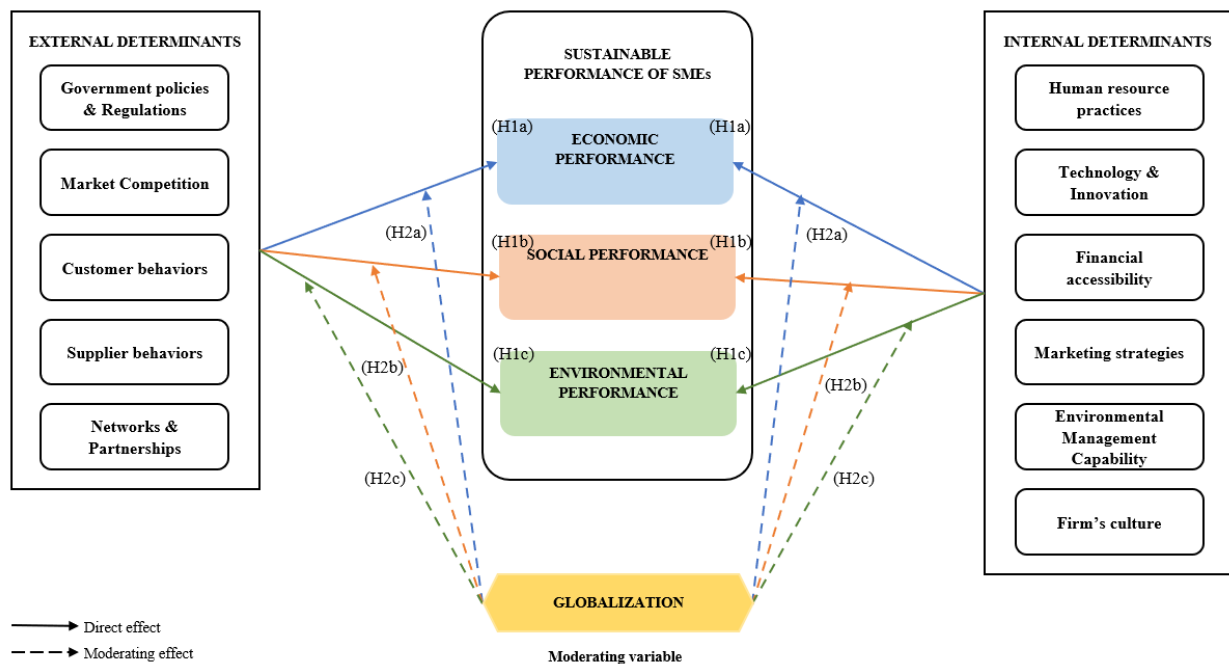 EXTERNAL DETERMINANTS
Government policies
& Regulations
Market Competition
Customer behaviors
Supplier behaviors
Networks &
Partnerships
SUSTAINABLE
PERFORMANCE OF SMEs
(H1a)
(H1a)
ECONOMIC
PERFORMANCE
(H1b)
(H1b)
SOCIAL PERFORMANCE
(H1c)
(H1c)
ENVIRONMENTAL
PERFORMANCE
(H2a)
(H2b)
(H2c)
(H2a)
(H2b)
(H2c)
INTERNAL DETERMINANTS
Human resource
practices
Technology &
Innovation
Financial
accessibility
Marketing strategies
Environmental
Management
Capability
Firm's culture
GLOBALIZATION
Moderating variable
Direct effect
Moderating effect